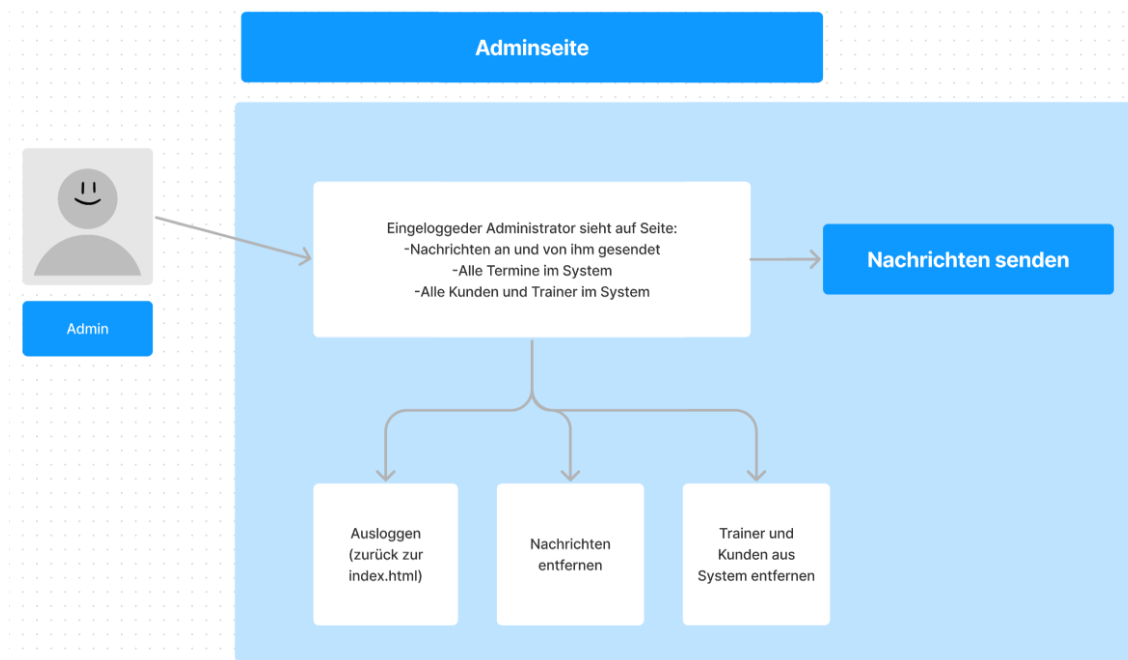 Adminseite
Admin
Eingeloggeder Administrator sieht auf Seite:
-Nachrichten an und von ihm gesendet
-Alle Termine im System
-Alle Kunden und Trainer im System
Nachrichten senden
Ausloggen
(zurück zur
index.html)
Nachrichten
entfernen
Trainer und
Kunden aus
System entfernen